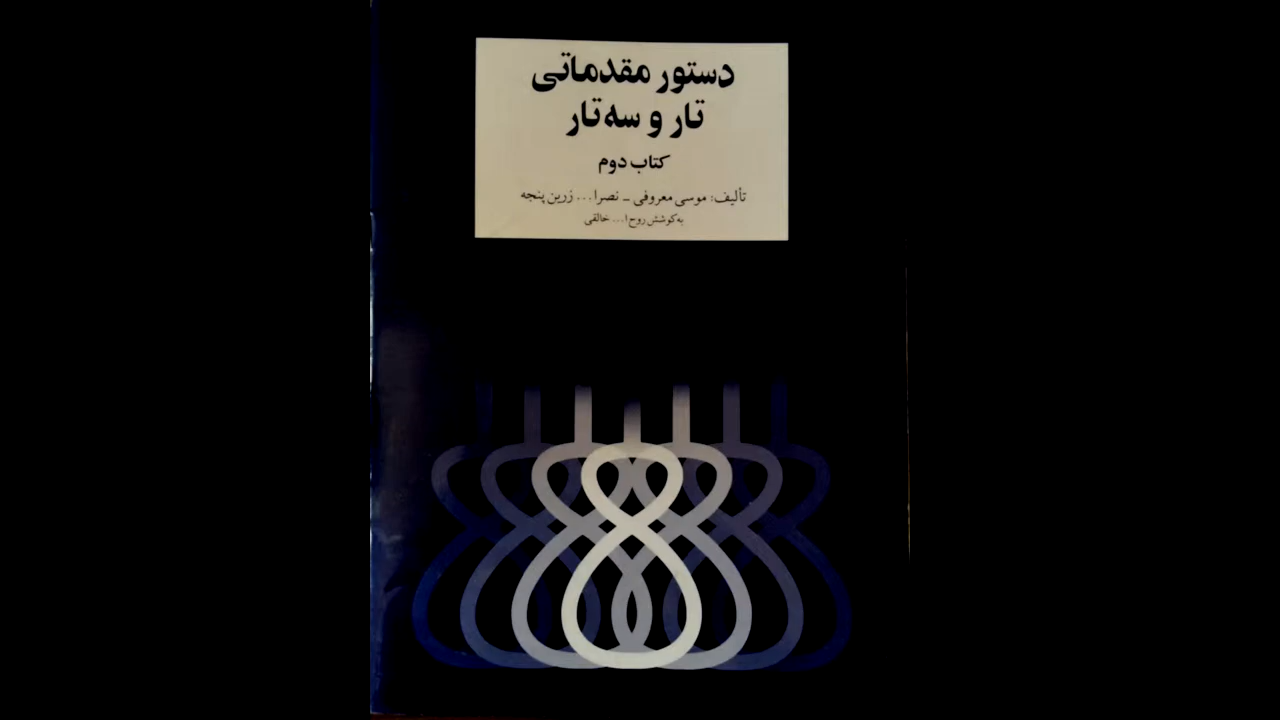 دستور مقدماتی
تار و سه‌تار
کتاب دوم
تألیف: موسی معروفی ـ نصرا... زرین پنجه
به‌کوشش روح ا... خالقی